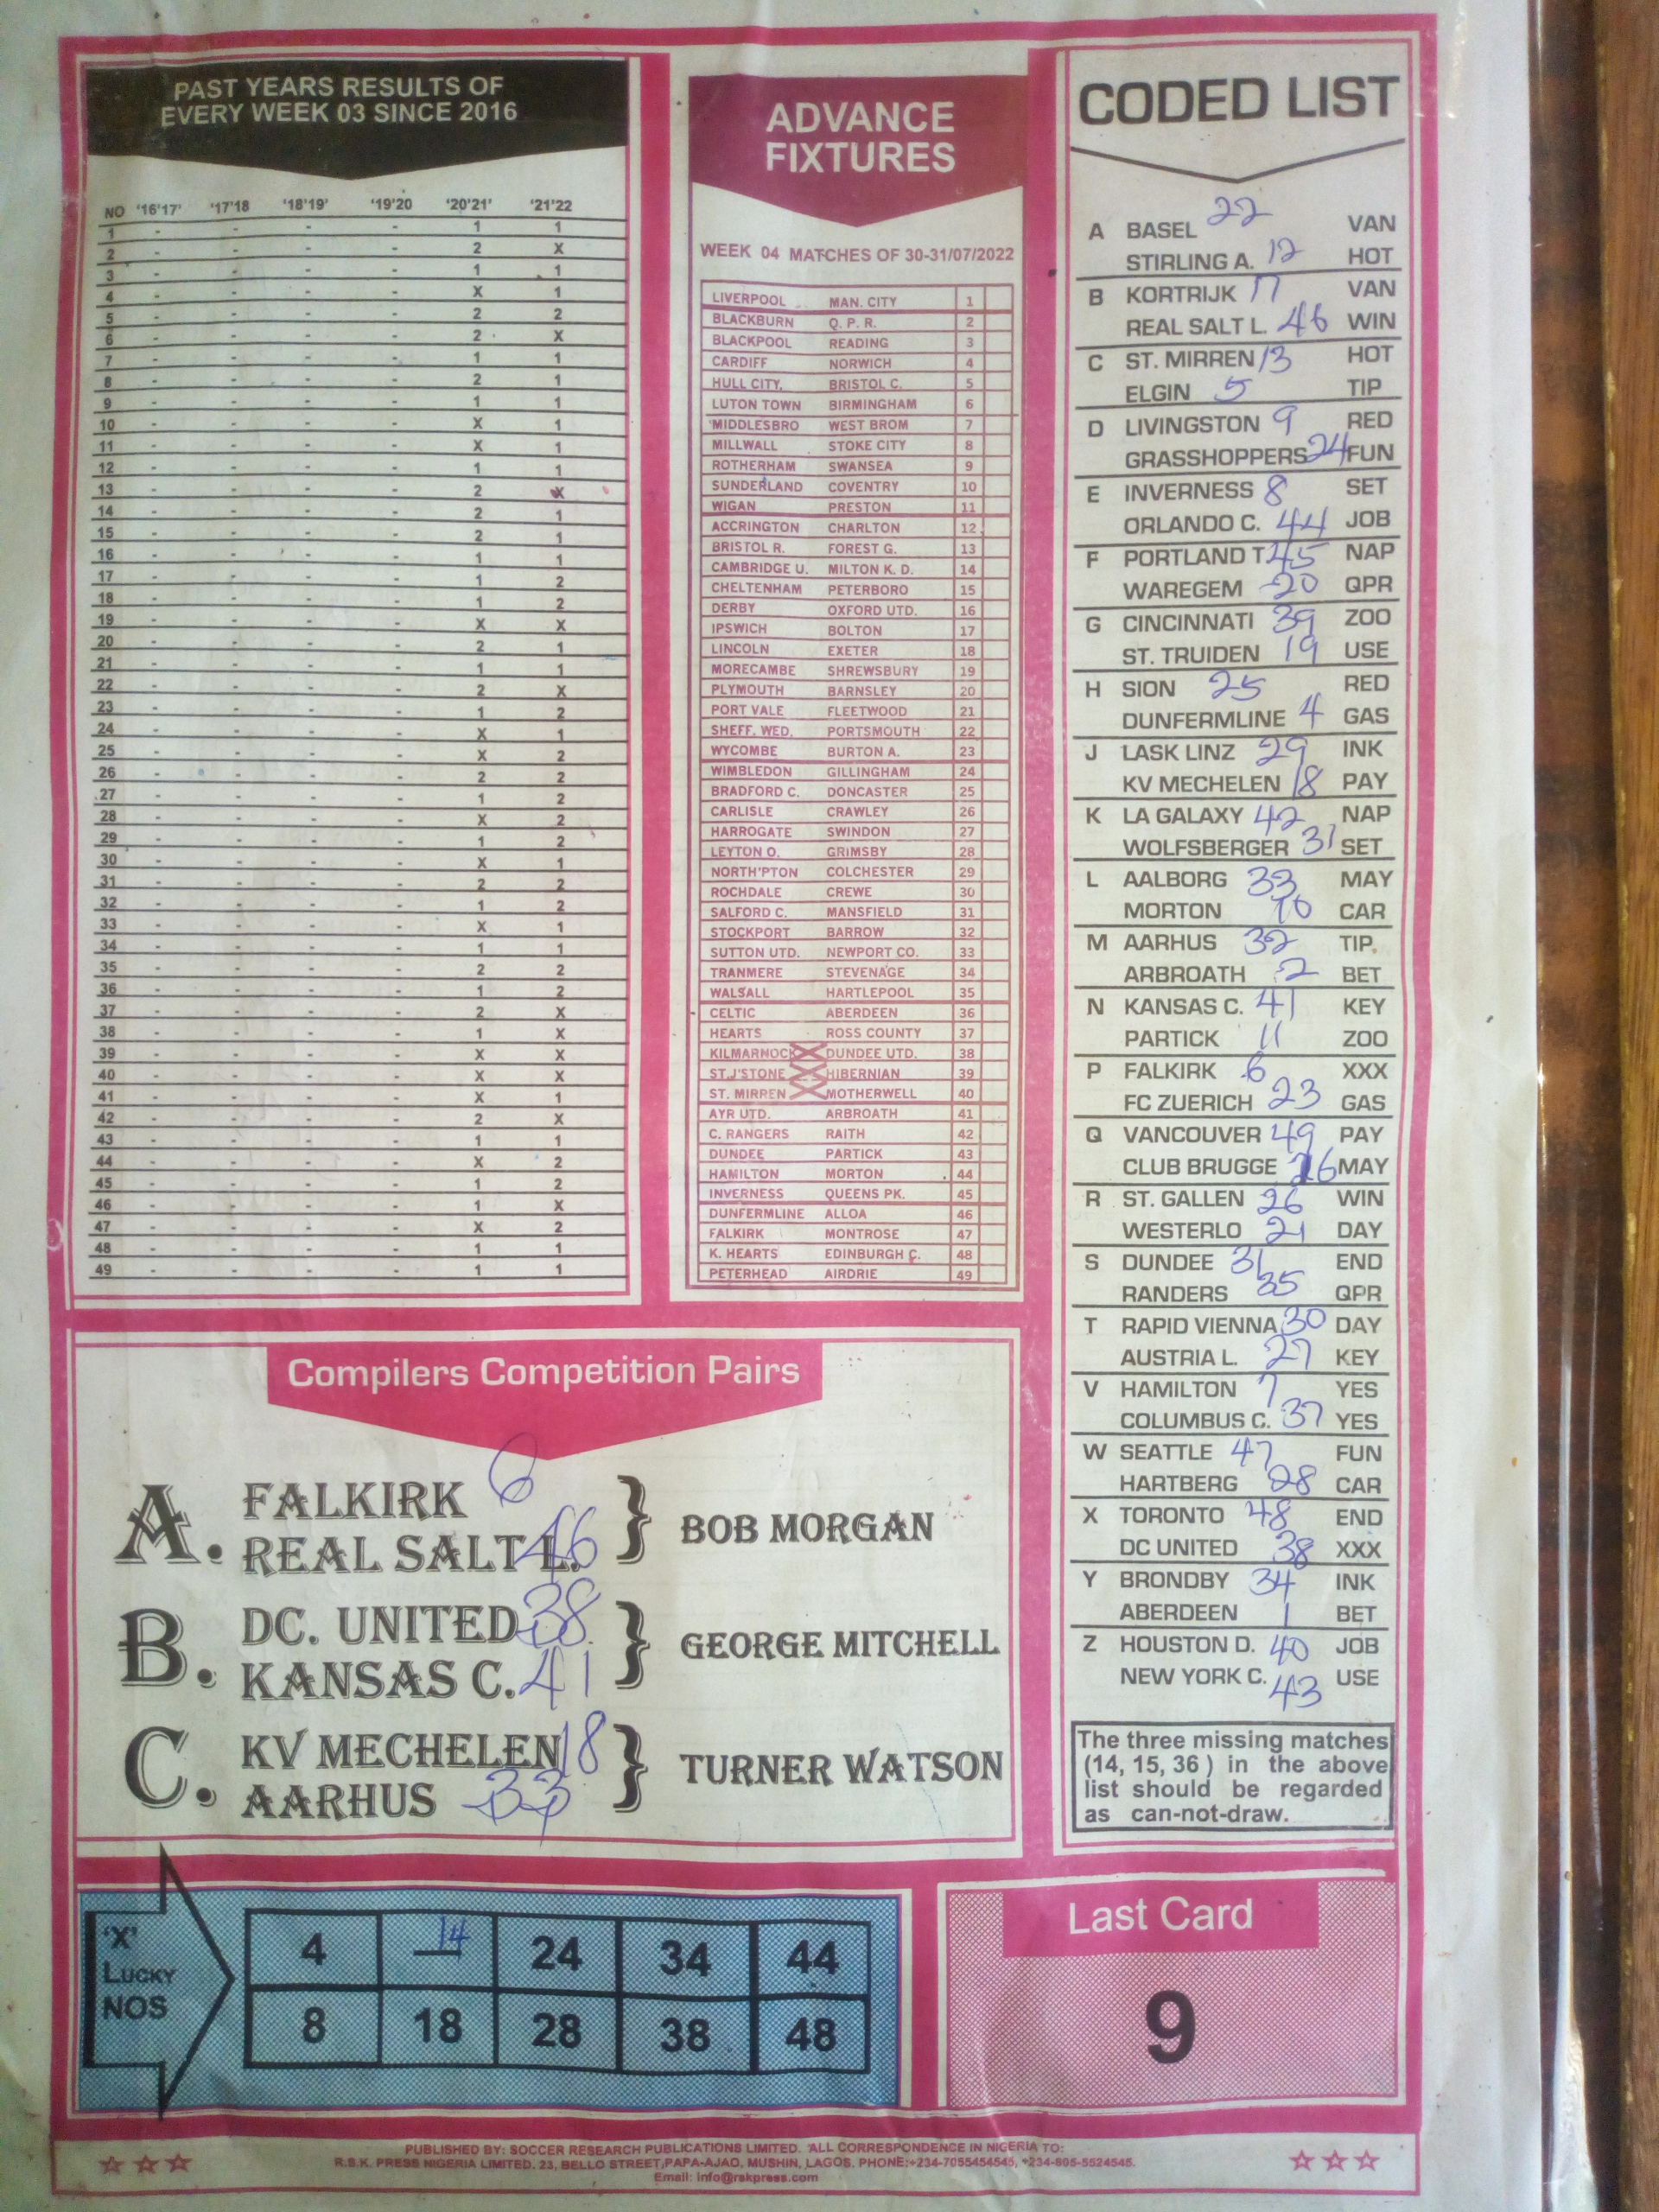 PAST YEARS RESULTS OF
EVERY WEEK 03 SINCE 2016
NO '16'17' '17'18 '18'19' '19'20 '20'21' '21'22
1 - - - - 1 1
2 - - - - 2 X
3 - - - - 1 1
4 - - - - X 1
5 - - - - 2 2
6 - - - - 2 X
7 - - - - 1 1
8 - - - - 2 1
9 - - - - 1 1
10 - - - - X 1
11 - - - - X 1
12 - - - - 1 1
13 - - - - 2 X
14 - - - - 2 1
15 - - - - 2 1
16 - - - - 1 1
17 - - - - 1 2
18 - - - - 1 2
19 - - - - X X
20 - - - - 2 1
21 - - - - 1 1
22 - - - - 2 X
23 - - - - 1 2
24 - - - - X 1
25 - - - - X 2
26 - - - - 2 2
27 - - - - 1 2
28 - - - - X 2
29 - - - - 1 2
30 - - - - X 1
31 - - - - 2 2
32 - - - - 1 2
33 - - - - X 1
34 - - - - 1 1
35 - - - - 2 2
36 - - - - 1 2
37 - - - - 2 X
38 - - - - 1 X
39 - - - - X X
40 - - - - X X
41 - - - - X 1
42 - - - - 2 X
43 - - - - 1 1
44 - - - - X 2
45 - - - - 1 2
46 - - - - 1 X
47 - - - - X 2
48 - - - - 1 1
49 - - - - 1 1
ADVANCE
FIXTURES
WEEK 04 MATCHES OF 30-31/07/2022
LIVERPOOL MAN. CITY 1
BLACKBURN Q. P. R. 2
BLACKPOOL READING 3
CARDIFF NORWICH 4
HULL CITY, BRISTOL C. 5
LUTON TOWN BIRMINGHAM 6
MIDDLESBRO WEST BROM 7
MILLWALL STOKE CITY 8
ROTHERHAM SWANSEA 9
SUNDERLAND COVENTRY 10
WIGAN PRESTON 11
ACCRINGTON CHARLTON 12
BRISTOL R. FOREST G. 13
CAMBRIDGE U. MILTON K. D. 14
CHELTENHAM PETERBORO 15
DERBY OXFORD UTD. 16
IPSWICH BOLTON 17
LINCOLN EXETER 18
MORECAMBE SHREWSBURY 19
PLYMOUTH BARNSLEY 20
PORT VALE FLEETWOOD 21
SHEFF. WED. PORTSMOUTH 22
WYCOMBE BURTON A. 23
WIMBLEDON GILLINGHAM 24
BRADFORD C. DONCASTER 25
CARLISLE CRAWLEY 26
HARROGATE SWINDON 27
LEYTON O. GRIMSBY 28
NORTH'PTON COLCHESTER 29
ROCHDALE CREWE 30
SALFORD C. MANSFIELD 31
STOCKPORT BARROW 32
SUTTON UTD. NEWPORT CO. 33
TRANMERE STEVENAGE 34
WALSALL HARTLEPOOL 35
CELTIC ABERDEEN 36
HEARTS ROSS COUNTY 37
KILMARNOCK DUNDEE UTD. 38
ST.J'STONE HIBERNIAN 39
ST. MIRREN MOTHERWELL 40
AYR UTD. ARBROATH 41
C. RANGERS RAITH 42
DUNDEE PARTICK 43
HAMILTON MORTON 44
INVERNESS QUEENS PK. 45
DUNFERMLINE ALLOA 46
FALKIRK MONTROSE 47
K. HEARTS EDINBURGH C. 48
PETERHEAD AIRDRIE 49
CODED LIST
A BASEL 22 VAN
STIRLING A. 12 HOT
B KORTRIJK 17 VAN
REAL SALT L. 46 WIN
C ST. MIRREN 13 HOT
ELGIN 5 TIP
D LIVINGSTON 9 RED
GRASSHOPPERS 24 FUN
E INVERNESS 8 SET
ORLANDO C. 44 JOB
F PORTLAND T. 45 NAP
WAREGEM 20 QPR
G CINCINNATI 39 ZOO
ST. TRUIDEN 19 USE
H SION 25 RED
DUNFERMLINE 4 GAS
J LASK LINZ 29 INK
KV MECHELEN 18 PAY
K LA GALAXY 42 NAP
WOLFSBERGER 31 SET
L AALBORG 33 MAY
MORTON 10 CAR
M AARHUS 32 TIP.
ARBROATH 2 BET
N KANSAS C. 41 KEY
PARTICK 11 ZOO
P FALKIRK 6 XXX
FC ZUERICH 23 GAS
Q VANCOUVER 49 PAY
CLUB BRUGGE 16 MAY
R ST. GALLEN 26 WIN
WESTERLO 21 DAY
S DUNDEE 31 END
RANDERS 35 QPR
T RAPID VIENNA 30 DAY
AUSTRIA L. 27 KEY
V HAMILTON 7 YES
COLUMBUS C. 37 YES
W SEATTLE 47 FUN
HARTBERG 28 CAR
X TORONTO 48 END
DC UNITED 38 XXX
Y BRONDBY 34 INK
ABERDEEN 1 BET
Z HOUSTON D. 40 JOB
NEW YORK C. 43 USE
The three missing matches
(14, 15, 36 ) in the above
list should be regarded
as can-not-draw.
Compilers Competition Pairs
A. FALKIRK 6
REAL SALT L. 46
BOB MORGAN
B. DC. UNITED 38
KANSAS C. 41
GEORGE MITCHELL
C. KV MECHELEN 18
AARHUS 33
TURNER WATSON
'X'
LUCKY
NOS
4 14 24 34 44
8 18 28 38 48
Last Card
9
PUBLISHED BY: SOCCER RESEARCH PUBLICATIONS LIMITED. ALL CORRESPONDENCE IN NIGERIA TO:
R.S.K. PRESS NIGERIA LIMITED. 23, BELLO STREET,PAPA-AJAO, MUSHIN, LAGOS. PHONE:+234-7055454545, +234-805-5524545.
Email: info@rskpress.com